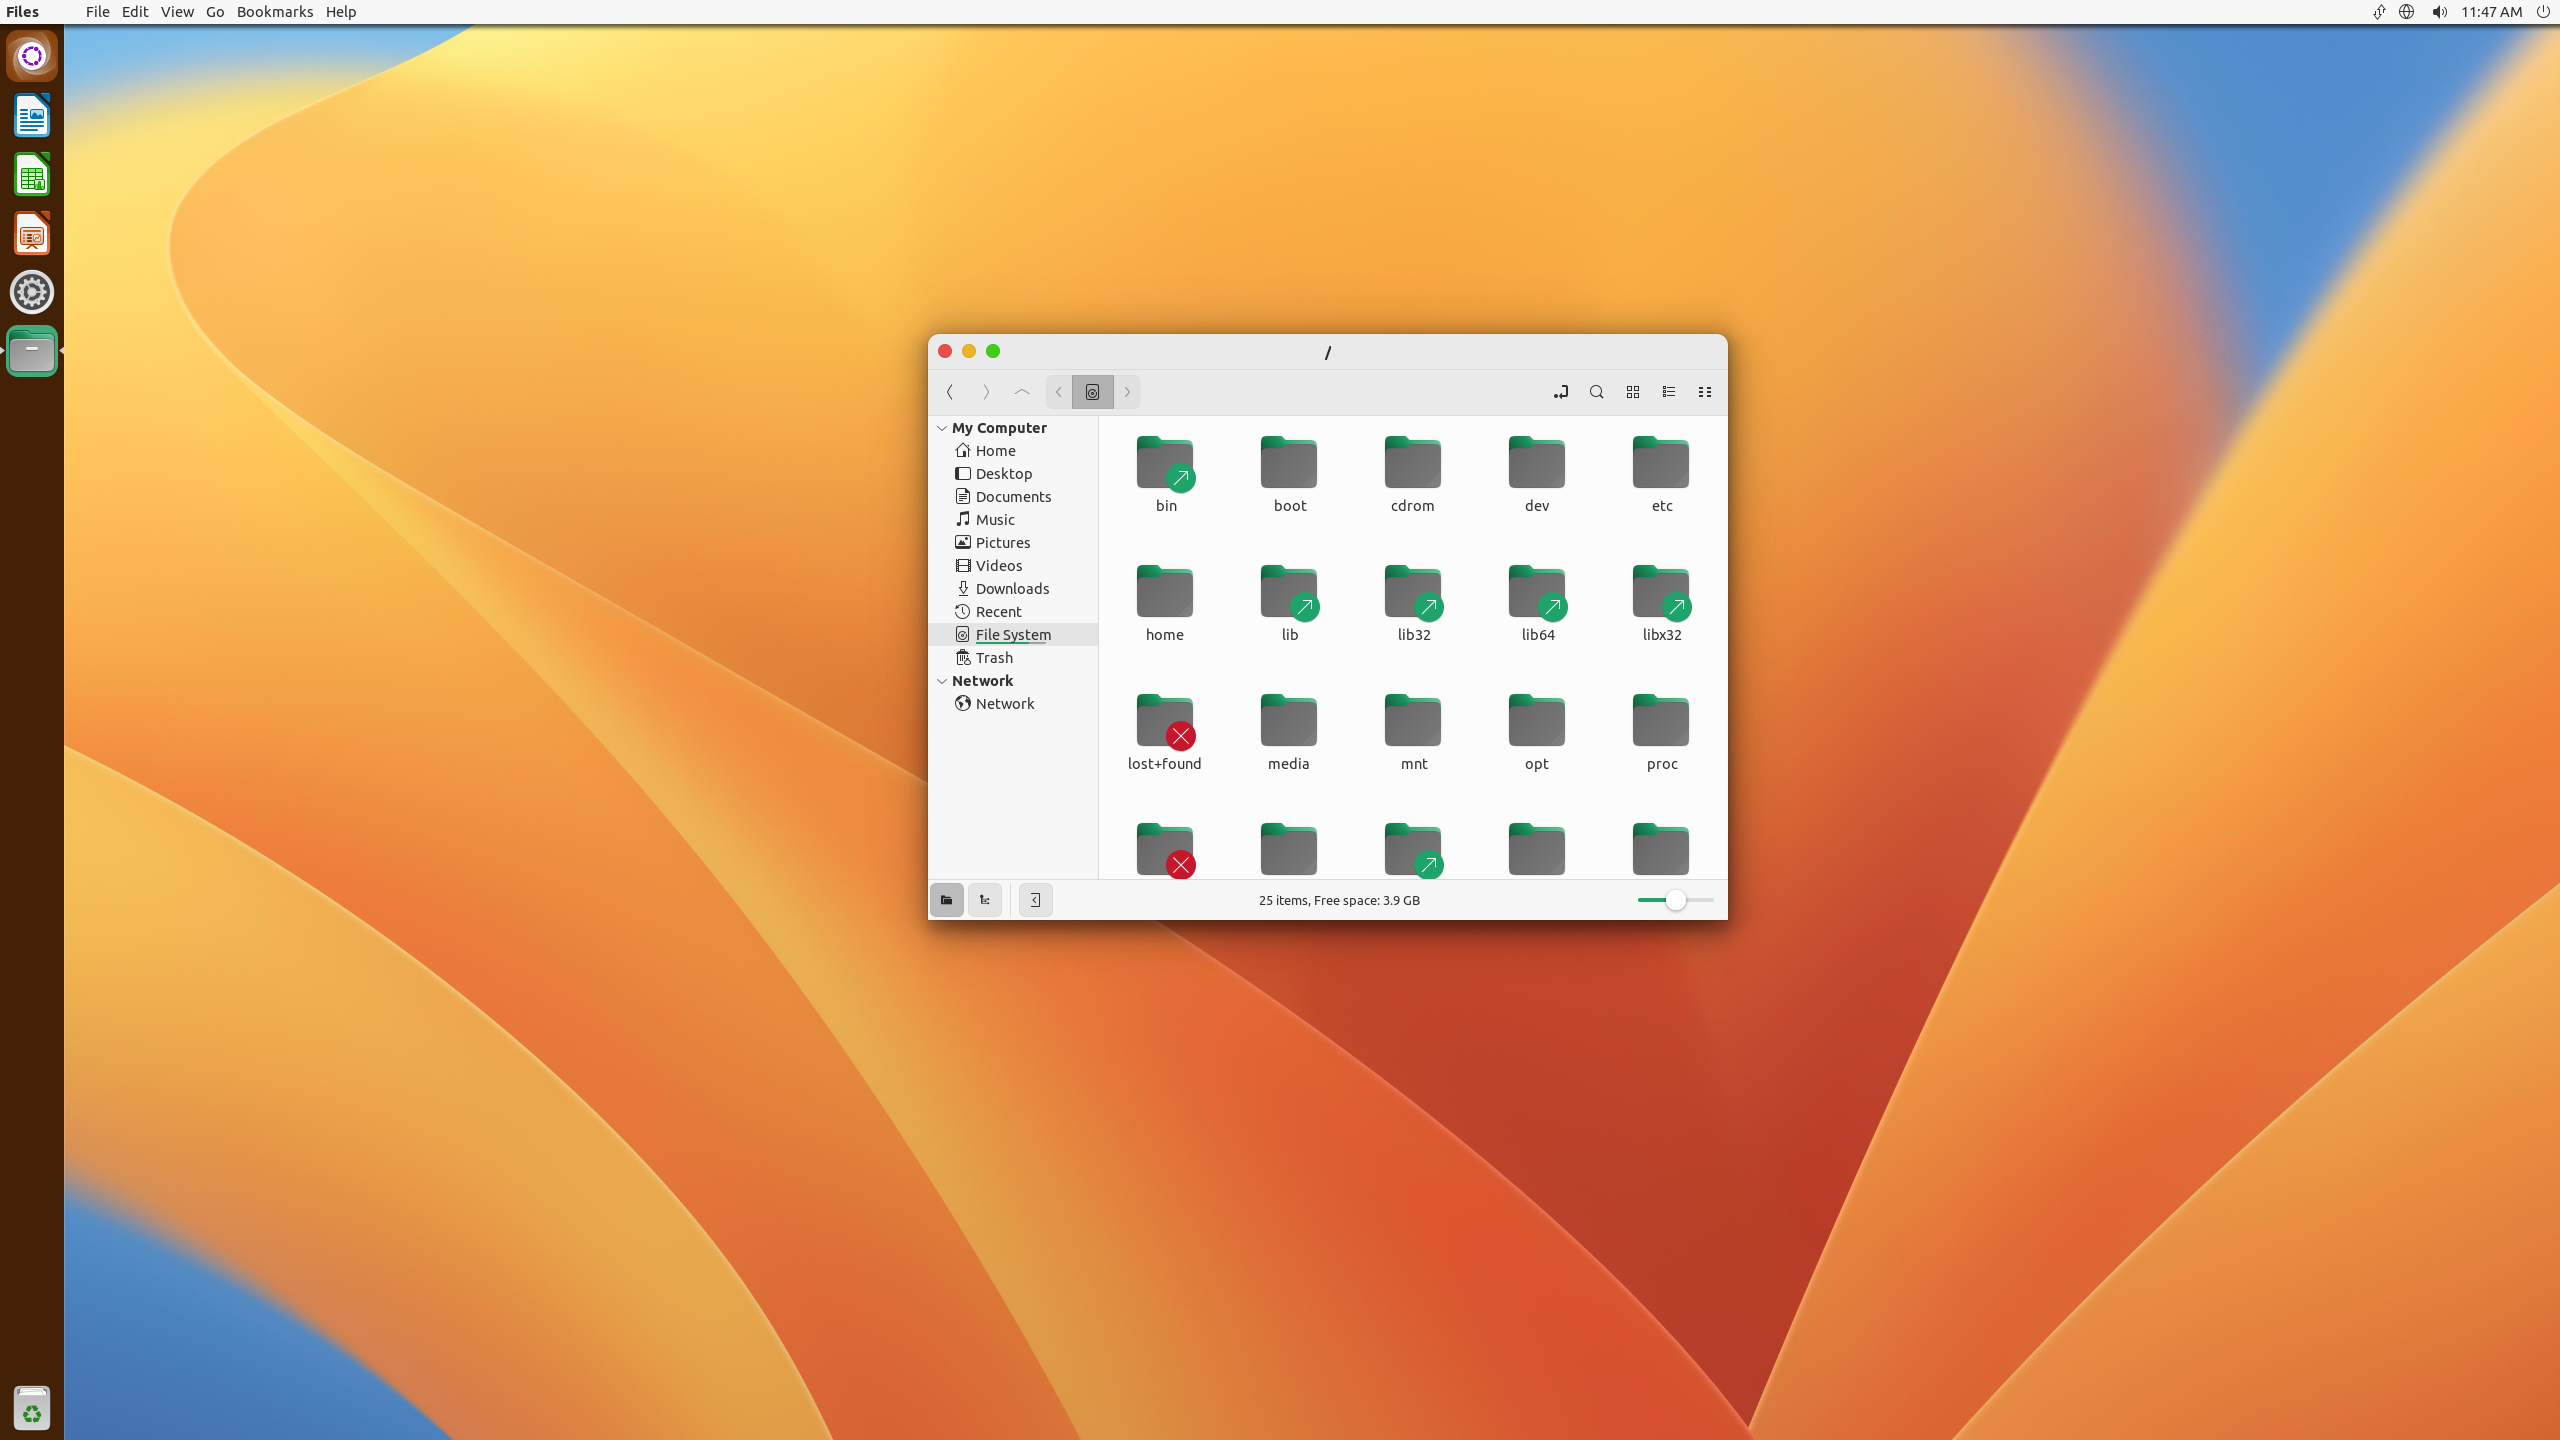 Files File Edit View Go Bookmarks Help 11:47 AM
/
My Computer
Home
Desktop
Documents
Music
Pictures
Videos
Downloads
Recent
File System
Trash
Network
Network
bin boot cdrom dev etc
home lib lib32 lib64 libx32
lost+found media mnt opt proc
25 items, Free space: 3.9 GB